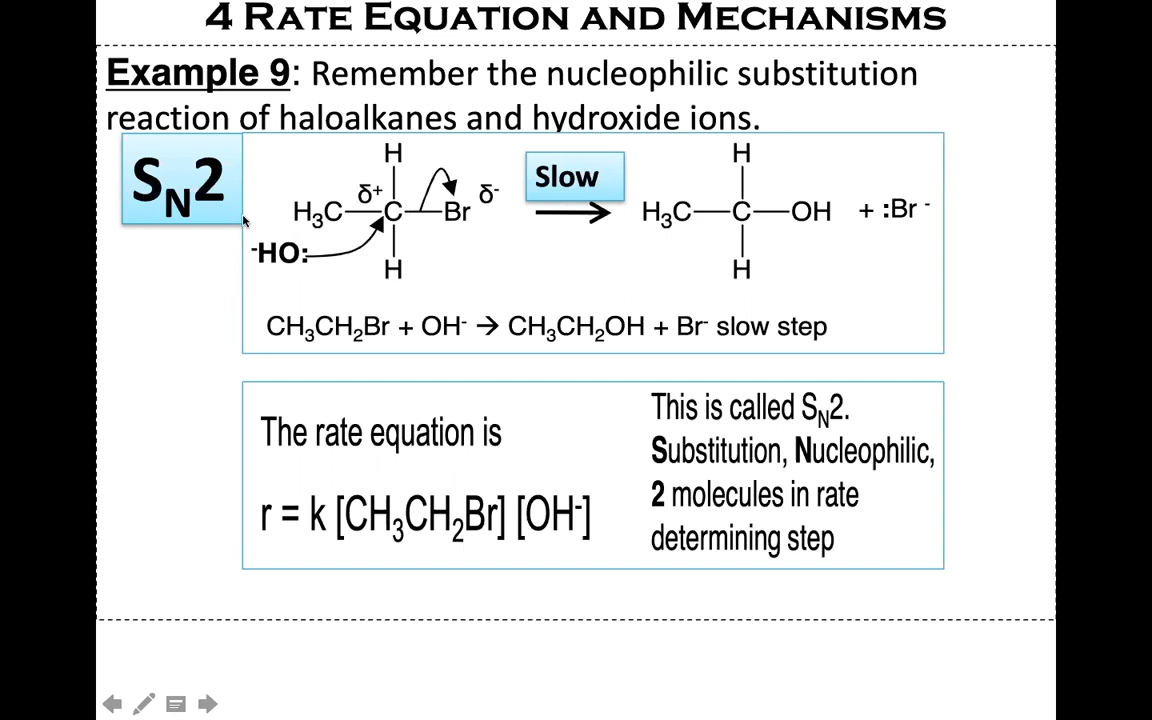 4 RATE EQUATION AND MECHANISMS
Example 9: Remember the nucleophilic substitution
reaction of haloalkanes and hydroxide ions.
SN2
H
δ+
H₃C—C—Br δ-
-HO:
H
Slow
H
H₃C—C—OH + :Br -
H
CH₃CH₂Br + OH- → CH₃CH₂OH + Br- slow step
The rate equation is
r = k [CH₃CH₂Br] [OH-]
This is called SN2.
Substitution, Nucleophilic,
2 molecules in rate
determining step